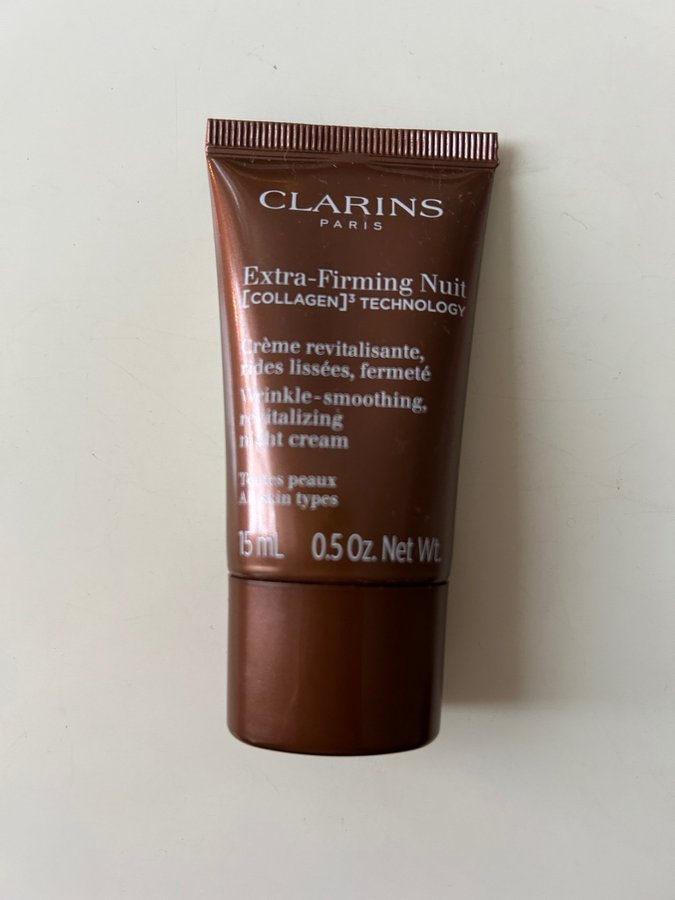 CLARINS
PARIS
Extra-Firming Nuit
[COLLAGEN]³ TECHNOLOGY
Crème revitalisante,
rides lissées, fermeté
Wrinkle-smoothing,
revitalizing
night cream
Toutes peaux
All skin types
15 mL 0.5 Oz. Net Wt.